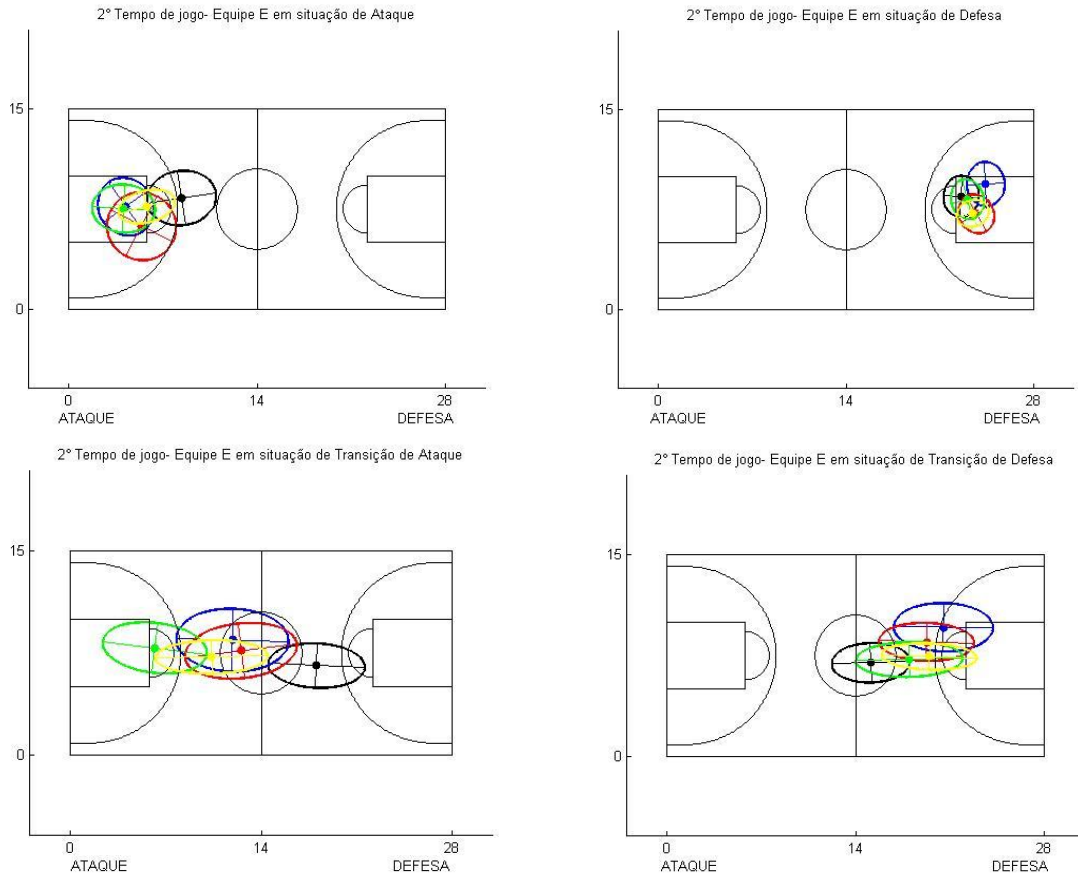 2° Tempo de jogo- Equipe E em situação de Ataque
15
0
0 14 28
ATAQUE DEFESA
2° Tempo de jogo- Equipe E em situação de Defesa
15
0
0 14 28
ATAQUE DEFESA
2° Tempo de jogo- Equipe E em situação de Transição de Ataque
15
0
0 14 28
ATAQUE DEFESA
2° Tempo de jogo- Equipe E em situação de Transição de Defesa
15
0
0 14 28
ATAQUE DEFESA